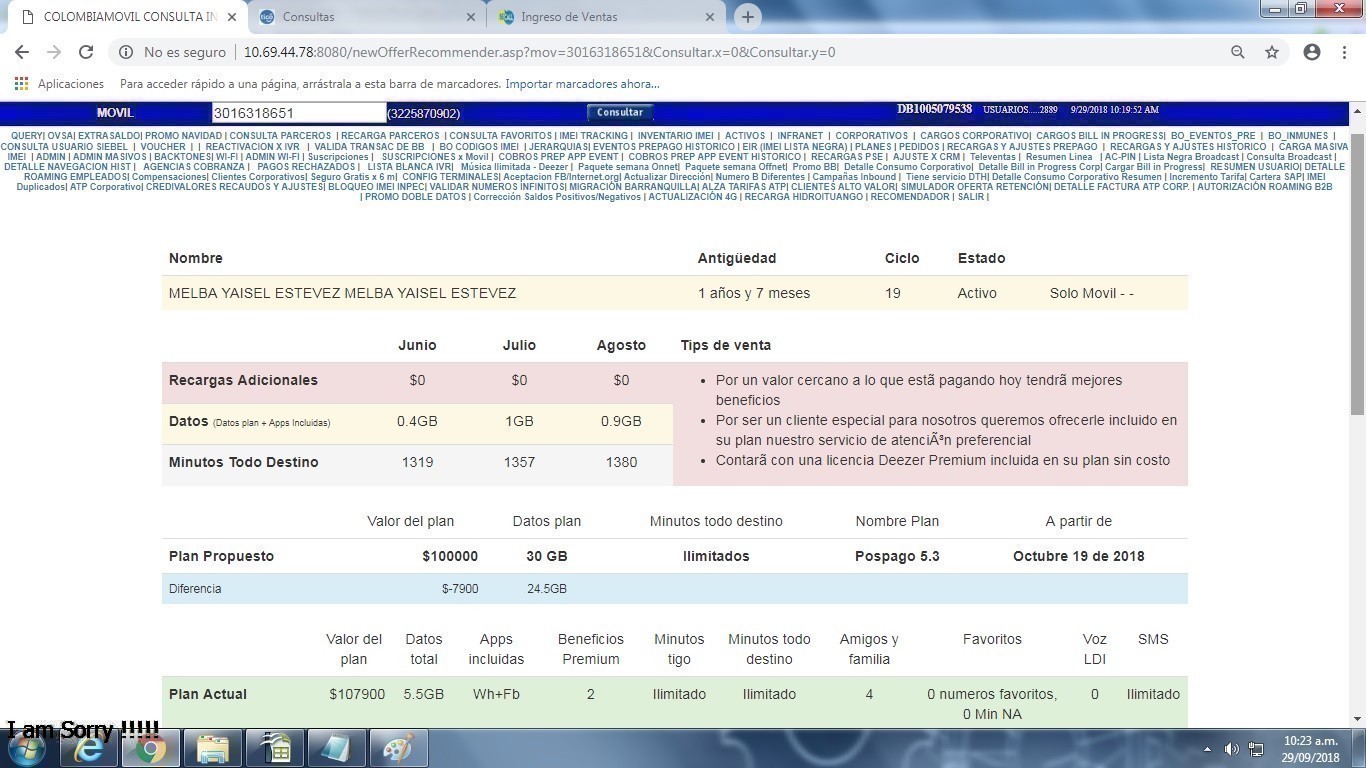 COLOMBIAMOVIL CONSULTA IN
Consultas
Ingreso de Ventas
No es seguro | 10.69.44.78:8080/newOfferRecommender.asp?mov=3016318651&Consultar.x=0&Consultar.y=0
Aplicaciones Para acceder rápido a una página, arrástrala a esta barra de marcadores. Importar marcadores ahora...
MOVIL 3016318651 (3225870902) Consultar DB1005079538 USUARIOS.....2889 9/29/2018 10:19:52 AM
QUERY| OVSA| EXTRASALDO| PROMO NAVIDAD | CONSULTA PARCEROS | RECARGA PARCEROS | CONSULTA FAVORITOS | IMEI TRACKING | INVENTARIO IMEI | ACTIVOS | INFRANET | CORPORATIVOS | CARGOS CORPORATIVO| CARGOS BILL IN PROGRESS| BO_EVENTOS_PRE | BO_INMUNES |
CONSULTA USUARIO SIEBEL | VOUCHER | | REACTIVACION X IVR | VALIDA TRANSAC DE BB | BO CODIGOS IMEI | JERARQUIAS| EVENTOS PREPAGO HISTORICO | EIR (IMEI LISTA NEGRA) | PLANES | PEDIDOS | RECARGAS Y AJUSTES PREPAGO | RECARGAS Y AJUSTES HISTORICO | CARGA MASIVA
IMEI | ADMIN | ADMIN MASIVOS | BACKTONES| WI-FI | ADMIN WI-FI | Suscripciones | SUSCRIPCIONES x Movil | COBROS PREP APP EVENT | COBROS PREP APP EVENT HISTORICO | RECARGAS PSE | AJUSTE X CRM | Televentas | Resumen Linea | AC-PIN | Lista Negra Broadcast | Consulta Broadcast |
DETALLE NAVEGACION HIST | AGENCIAS COBRANZA | PAGOS RECHAZADOS | LISTA BLANCA IVR| Música Ilimitada - Deezer | Paquete semana Onnet| Paquete semana Offnet| Promo BB| Detalle Consumo Corporativo| Detalle Bill in Progress Corp| Cargar Bill in Progress| RESUMEN USUARIO| DETALLE
ROAMING EMPLEADOS| Compensaciones| Clientes Corporativos| Seguro Gratis x 6 m| CONFIG TERMINALES| Aceptacion FB/Internet.org| Actualizar Dirección| Numero B Diferentes | Campañas Inbound | Tiene servicio DTH| Detalle Consumo Corporativo Resumen | Incremento Tarifa| Cartera SAP| IMEI
Duplicados| ATP Corporativo| CREDIVALORES RECAUDOS Y AJUSTES| BLOQUEO IMEI INPEC| VALIDAR NUMEROS INFINITOS| MIGRACIÓN BARRANQUILLA| ALZA TARIFAS ATP| CLIENTES ALTO VALOR| SIMULADOR OFERTA RETENCIÓN| DETALLE FACTURA ATP CORP. | AUTORIZACIÓN ROAMING B2B
| PROMO DOBLE DATOS | Corrección Saldos Positivos/Negativos | ACTUALIZACIÓN 4G | RECARGA HIDROITUANGO | RECOMENDADOR | SALIR |
Nombre Antigüedad Ciclo Estado
MELBA YAISEL ESTEVEZ MELBA YAISEL ESTEVEZ 1 años y 7 meses 19 Activo Solo Movil - -
Junio Julio Agosto Tips de venta
Recargas Adicionales $0 $0 $0
Datos (Datos plan + Apps Incluidas) 0.4GB 1GB 0.9GB
Minutos Todo Destino 1319 1357 1380
• Por un valor cercano a lo que estã pagando hoy tendrã mejores
beneficios
• Por ser un cliente especial para nosotros queremos ofrecerle incluido en
su plan nuestro servicio de atenciÃ³n preferencial
• Contarã con una licencia Deezer Premium incluida en su plan sin costo
Valor del plan Datos plan Minutos todo destino Nombre Plan A partir de
Plan Propuesto $100000 30 GB Ilimitados Pospago 5.3 Octubre 19 de 2018
Diferencia $-7900 24.5GB
Valor del Datos Apps Beneficios Minutos Minutos todo Amigos y Favoritos Voz SMS
plan total incluidas Premium tigo destino familia LDI
Plan Actual $107900 5.5GB Wh+Fb 2 Ilimitado Ilimitado 4 0 numeros favoritos, 0 Ilimitado
0 Min NA
I am Sorry !!!!!
10:23 a.m.
29/09/2018